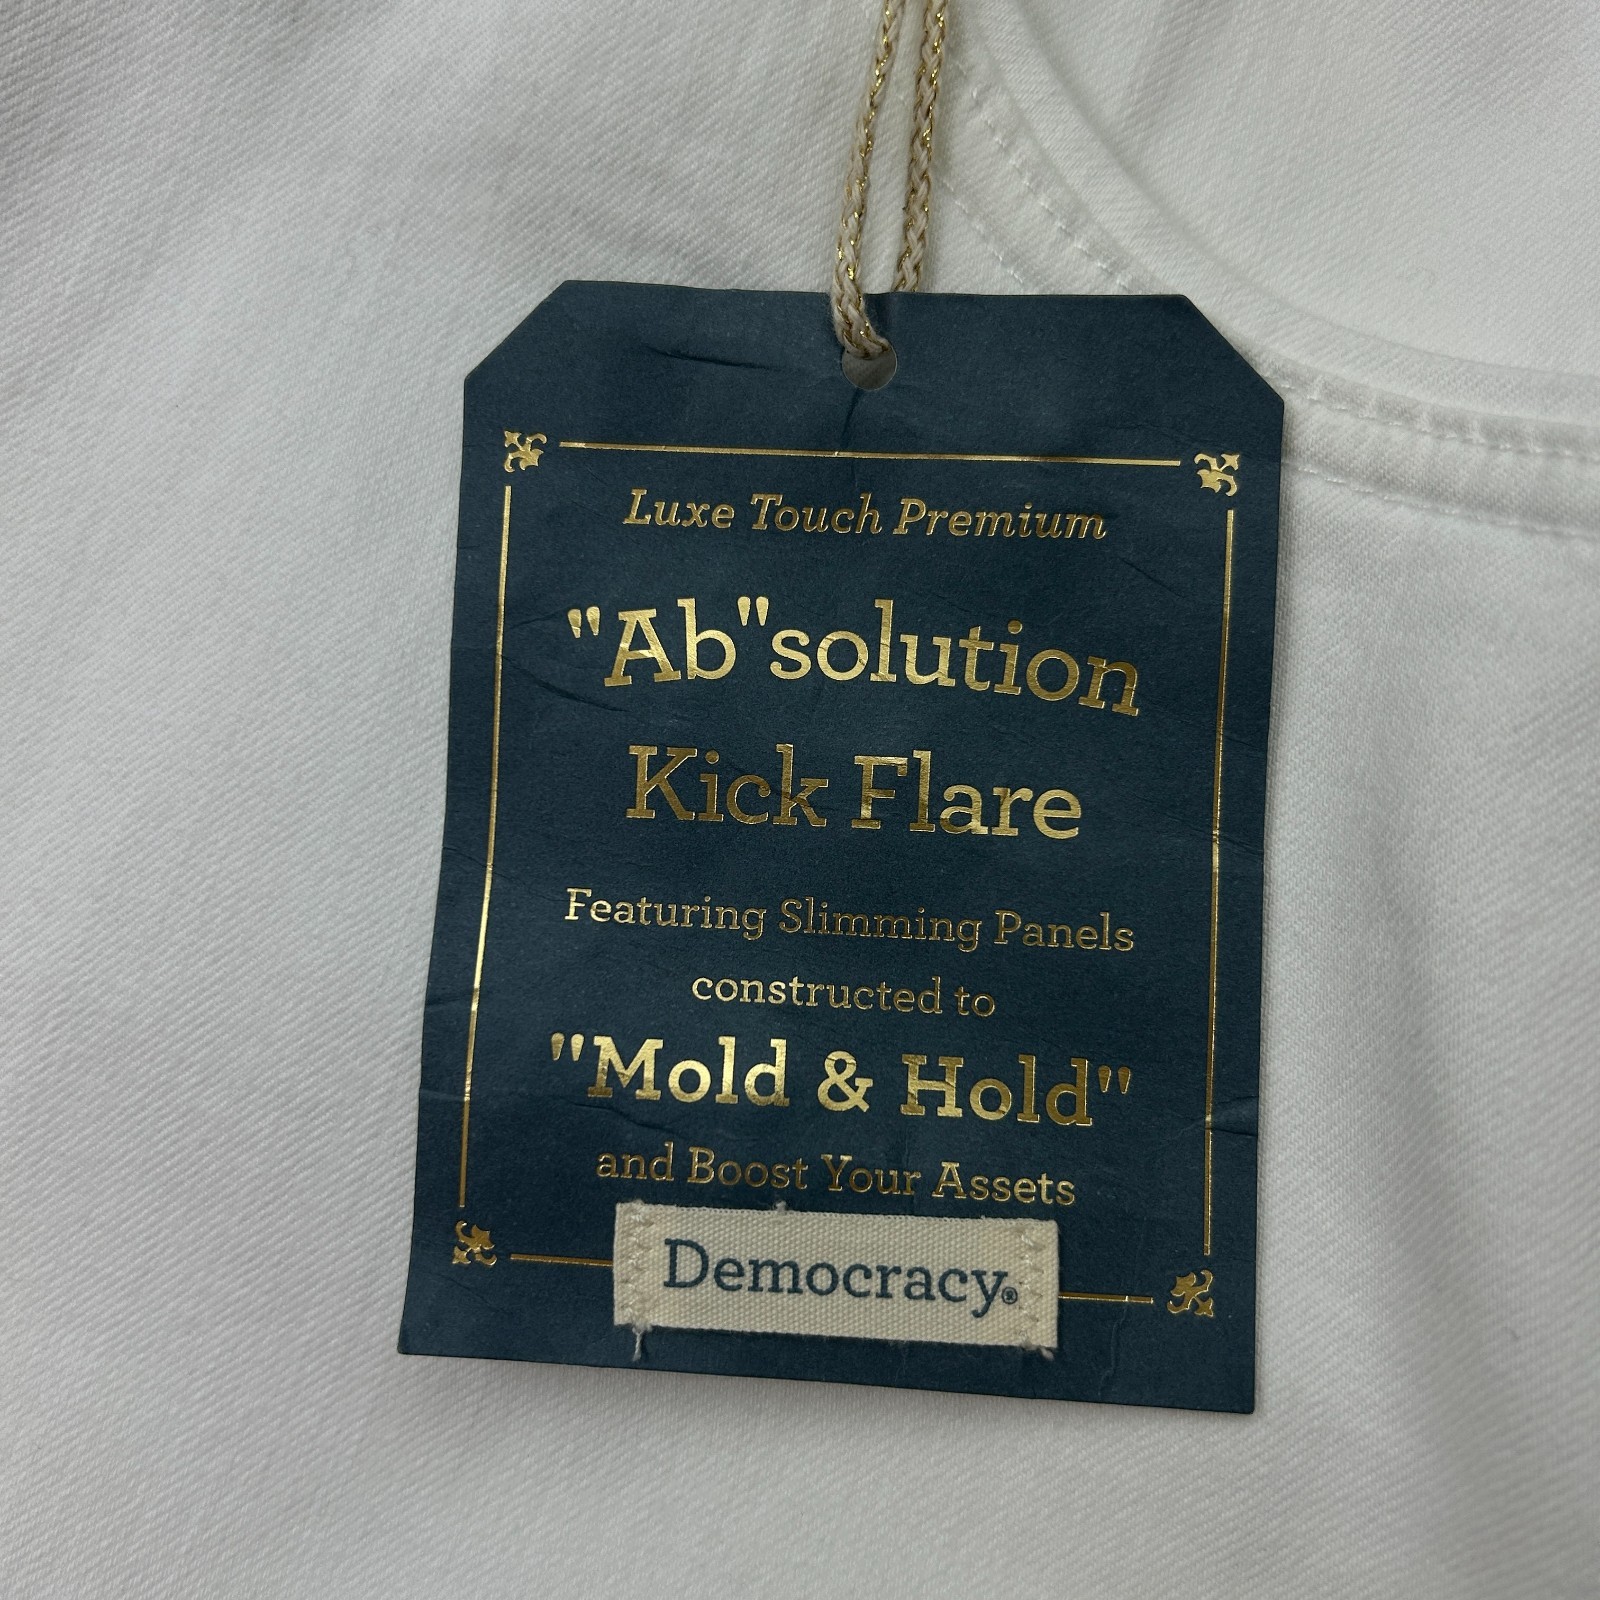 Luxe Touch Premium
"Ab"solution
Kick Flare
Featuring Slimming Panels
constructed to
"Mold & Hold"
and Boost Your Assets
Democracy®